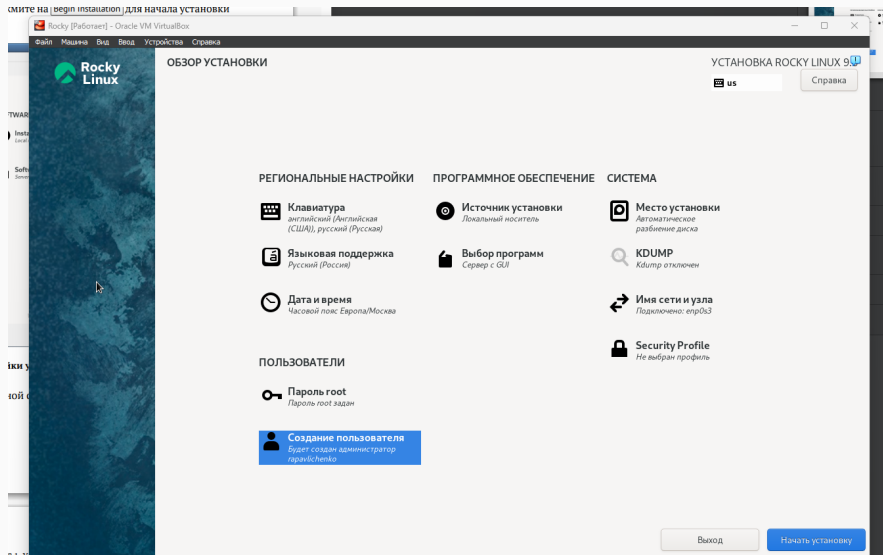 жмите на Begin Installation для начала установки
Rocky [Работает] - Oracle VM VirtualBox
Файл Машина Вид Ввод Устройства Справка
Rocky
Linux
ОБЗОР УСТАНОВКИ
УСТАНОВКА ROCKY LINUX 9.
us
Справка
РЕГИОНАЛЬНЫЕ НАСТРОЙКИ
Клавиатура
английский (Английская
(США)), русский (Русская)
Языковая поддержка
Русский (Россия)
Дата и время
Часовой пояс Европа/Москва
ПРОГРАММНОЕ ОБЕСПЕЧЕНИЕ
Источник установки
Локальный носитель
Выбор программ
Сервер с GUI
СИСТЕМА
Место установки
Автоматическое
разбиение диска
KDUMP
Kdump отключен
Имя сети и узла
Подключено: enp0s3
Security Profile
Не выбран профиль
ПОЛЬЗОВАТЕЛИ
Пароль root
Пароль root задан
Создание пользователя
Будет создан администратор
rapavlichenko
Выход
Начать установку